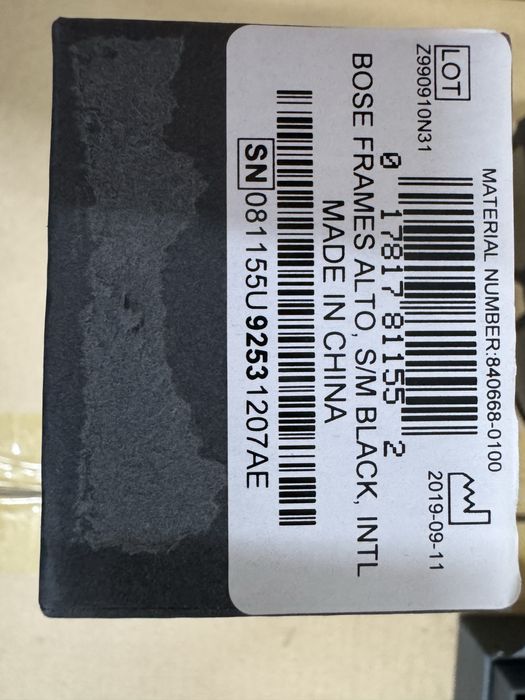 MATERIAL NUMBER:840668-0100
LOT
Z990910N31
2019-09-11
0 17817 81155 2
BOSE FRAMES ALTO, S/M BLACK, INTL
MADE IN CHINA
SN 081155U92531207AE